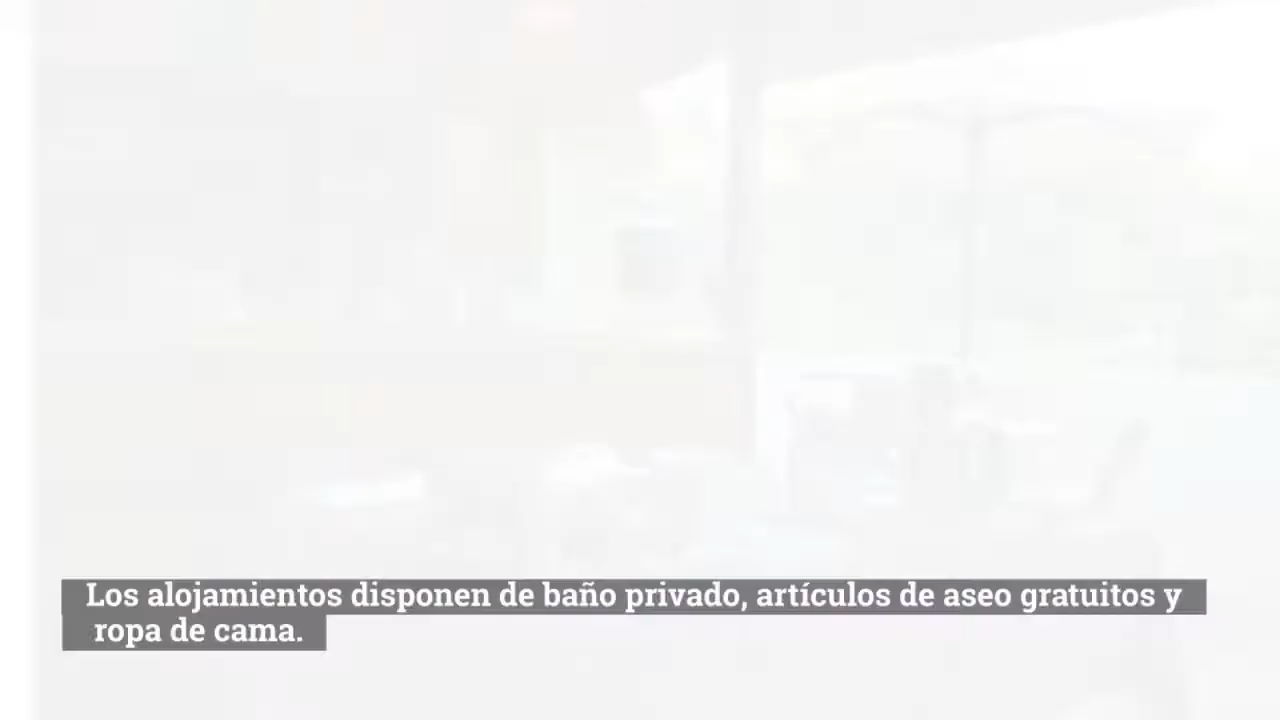 Los alojamientos disponen de baño privado, artículos de aseo gratuitos y
ropa de cama.